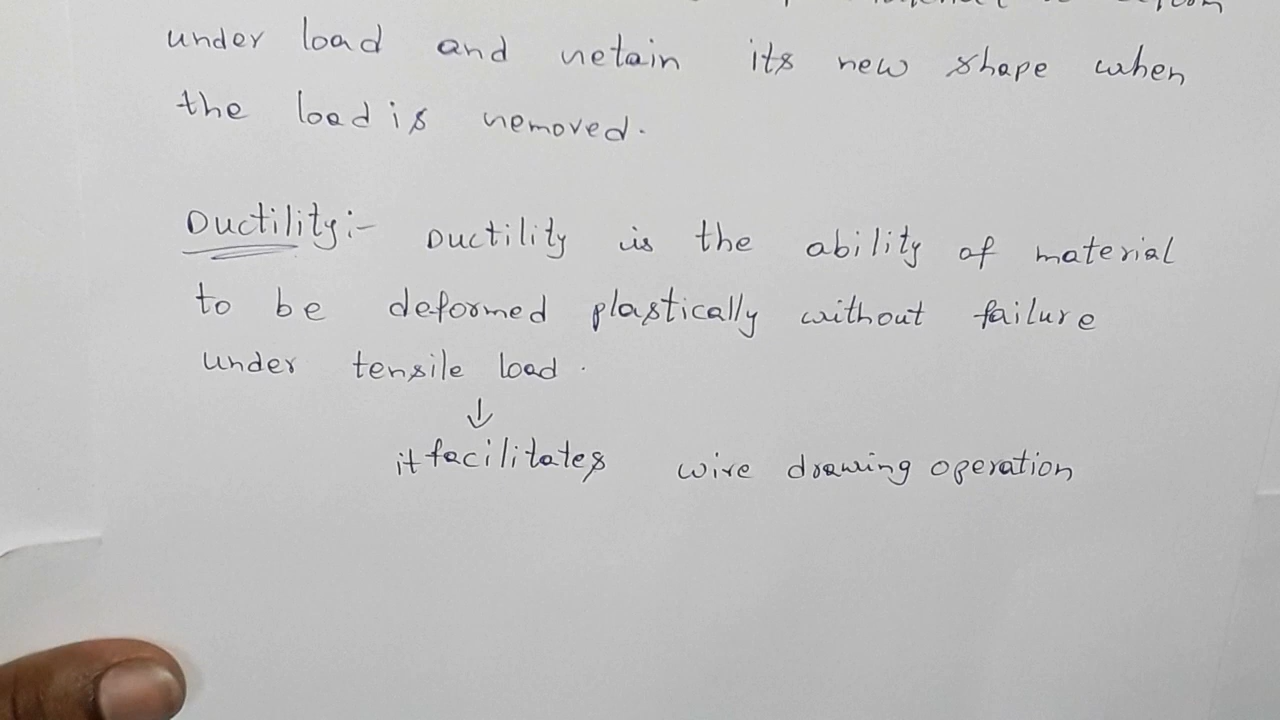 under load and retain its new shape when
the load is removed.
Ductility:- Ductility is the ability of material
to be deformed plastically without failure
under tensile load.
↓
it facilitates wire drawing operation